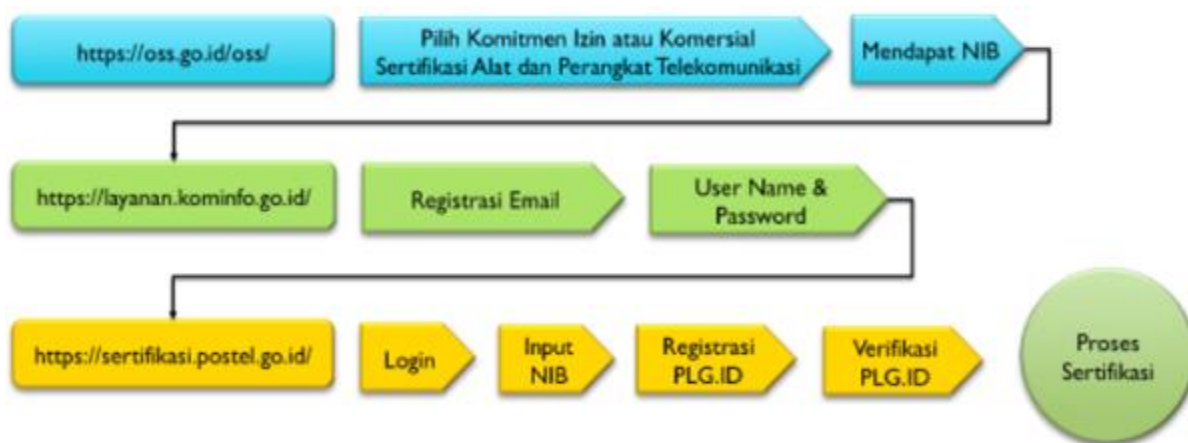 https://oss.go.id/oss/
Pilih Komitmen Izin atau Komersial
Sertifikasi Alat dan Perangkat Telekomunikasi
Mendapat NIB
https://layanan.kominfo.go.id/
Registrasi Email
User Name &
Password
https://sertifikasi.postel.go.id/
Login
Input
NIB
Registrasi
PLG.ID
Verifikasi
PLG.ID
Proses
Sertifikasi